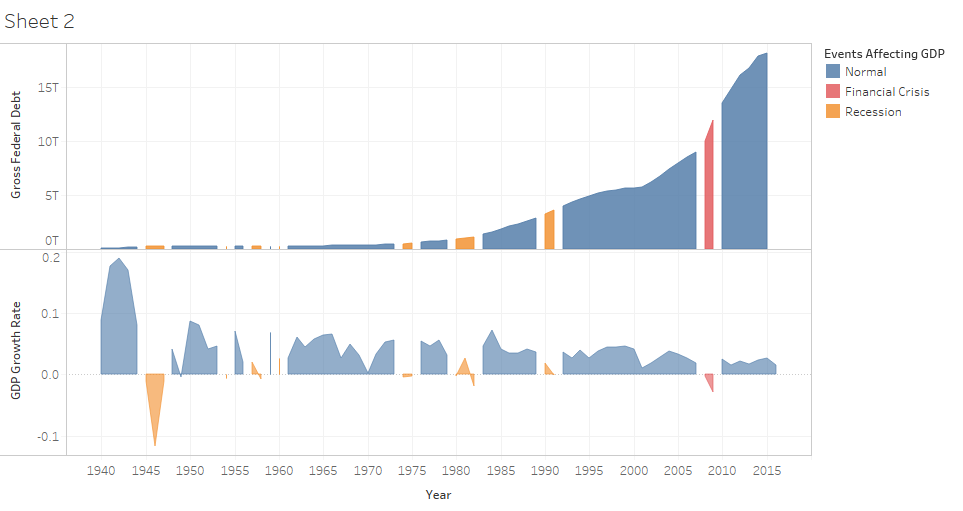 Sheet 2
Events Affecting GDP
Normal
Financial Crisis
Recession
Gross Federal Debt
15T
10T
5T
0T
GDP Growth Rate
0.2
0.1
0.0
-0.1
1940 1945 1950 1955 1960 1965 1970 1975 1980 1985 1990 1995 2000 2005 2010 2015
Year